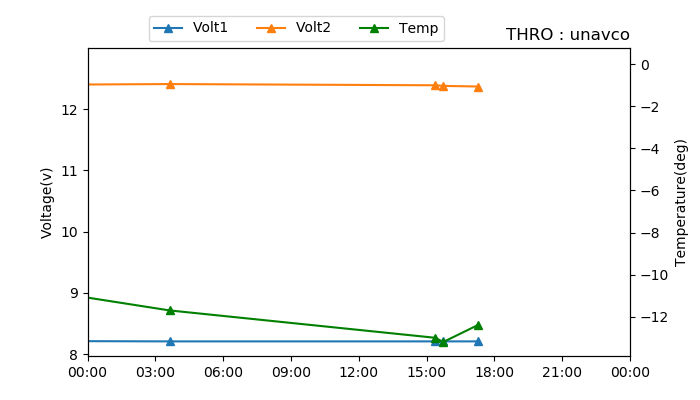 Volt1 Volt2 Temp
THRO : unavco
Voltage(v)
12
11
10
9
8
0
−2
−4
−6
−8
−10
−12
Temperature(deg)
00:00 03:00 06:00 09:00 12:00 15:00 18:00 21:00 00:00